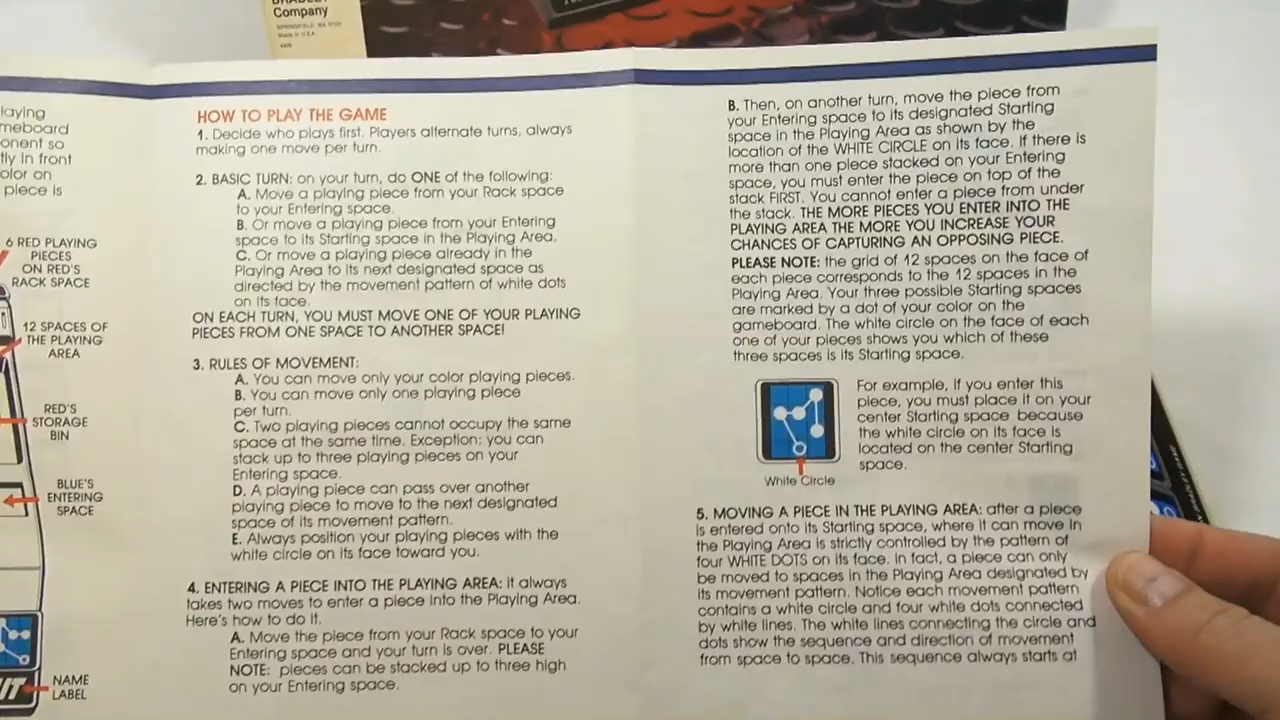 BRADLEY
Company
SPRINGFIELD, MA 01101
Made in U.S.A.
laying
meboard
onent so
tly in front
olor on
piece is
6 RED PLAYING
PIECES
ON RED'S
RACK SPACE
12 SPACES OF
THE PLAYING
AREA
RED'S
STORAGE
BIN
BLUE'S
ENTERING
SPACE
NAME
LABEL
HOW TO PLAY THE GAME
1. Decide who plays first. Players alternate turns, always
making one move per turn.
2. BASIC TURN: on your turn, do ONE of the following:
A. Move a playing piece from your Rack space
to your Entering space.
B. Or move a playing piece from your Entering
space to its Starting space in the Playing Area.
C. Or move a playing piece already in the
Playing Area to its next designated space as
directed by the movement pattern of white dots
on its face.
ON EACH TURN, YOU MUST MOVE ONE OF YOUR PLAYING
PIECES FROM ONE SPACE TO ANOTHER SPACE!
3. RULES OF MOVEMENT:
A. You can move only your color playing pieces.
B. You can move only one playing piece
per turn.
C. Two playing pieces cannot occupy the same
space at the same time. Exception: you can
stack up to three playing pieces on your
Entering space.
D. A playing piece can pass over another
playing piece to move to the next designated
space of its movement pattern.
E. Always position your playing pieces with the
white circle on its face toward you.
4. ENTERING A PIECE INTO THE PLAYING AREA: it always
takes two moves to enter a piece into the Playing Area.
Here's how to do it.
A. Move the piece from your Rack space to your
Entering space and your turn is over. PLEASE
NOTE: pieces can be stacked up to three high
on your Entering space.
B. Then, on another turn, move the piece from
your Entering space to its designated Starting
space in the Playing Area as shown by the
location of the WHITE CIRCLE on its face. If there is
more than one piece stacked on your Entering
space, you must enter the piece on top of the
stack FIRST. You cannot enter a piece from under
the stack. THE MORE PIECES YOU ENTER INTO THE
PLAYING AREA THE MORE YOU INCREASE YOUR
CHANCES OF CAPTURING AN OPPOSING PIECE.
PLEASE NOTE: the grid of 12 spaces on the face of
each piece corresponds to the 12 spaces in the
Playing Area. Your three possible Starting spaces
are marked by a dot of your color on the
gameboard. The white circle on the face of each
one of your pieces shows you which of these
three spaces is its Starting space.
For example, if you enter this
piece, you must place it on your
center Starting space because
the white circle on its face is
located on the center Starting
space.
White Circle
5. MOVING A PIECE IN THE PLAYING AREA: after a piece
is entered onto its Starting space, where it can move in
the Playing Area is strictly controlled by the pattern of
four WHITE DOTS on its face. In fact, a piece can only
be moved to spaces in the Playing Area designated by
its movement pattern. Notice each movement pattern
contains a white circle and four white dots connected
by white lines. The white lines connecting the circle and
dots show the sequence and direction of movement
from space to space. This sequence always starts at